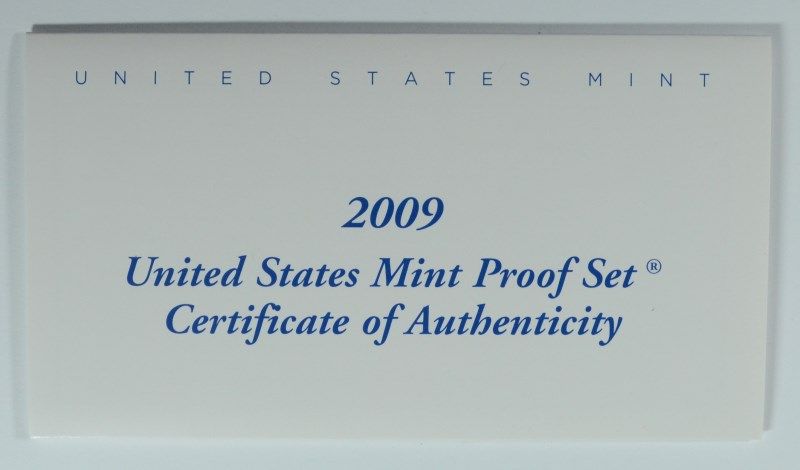 UNITED STATES MINT
2009
United States Mint Proof Set ®
Certificate of Authenticity